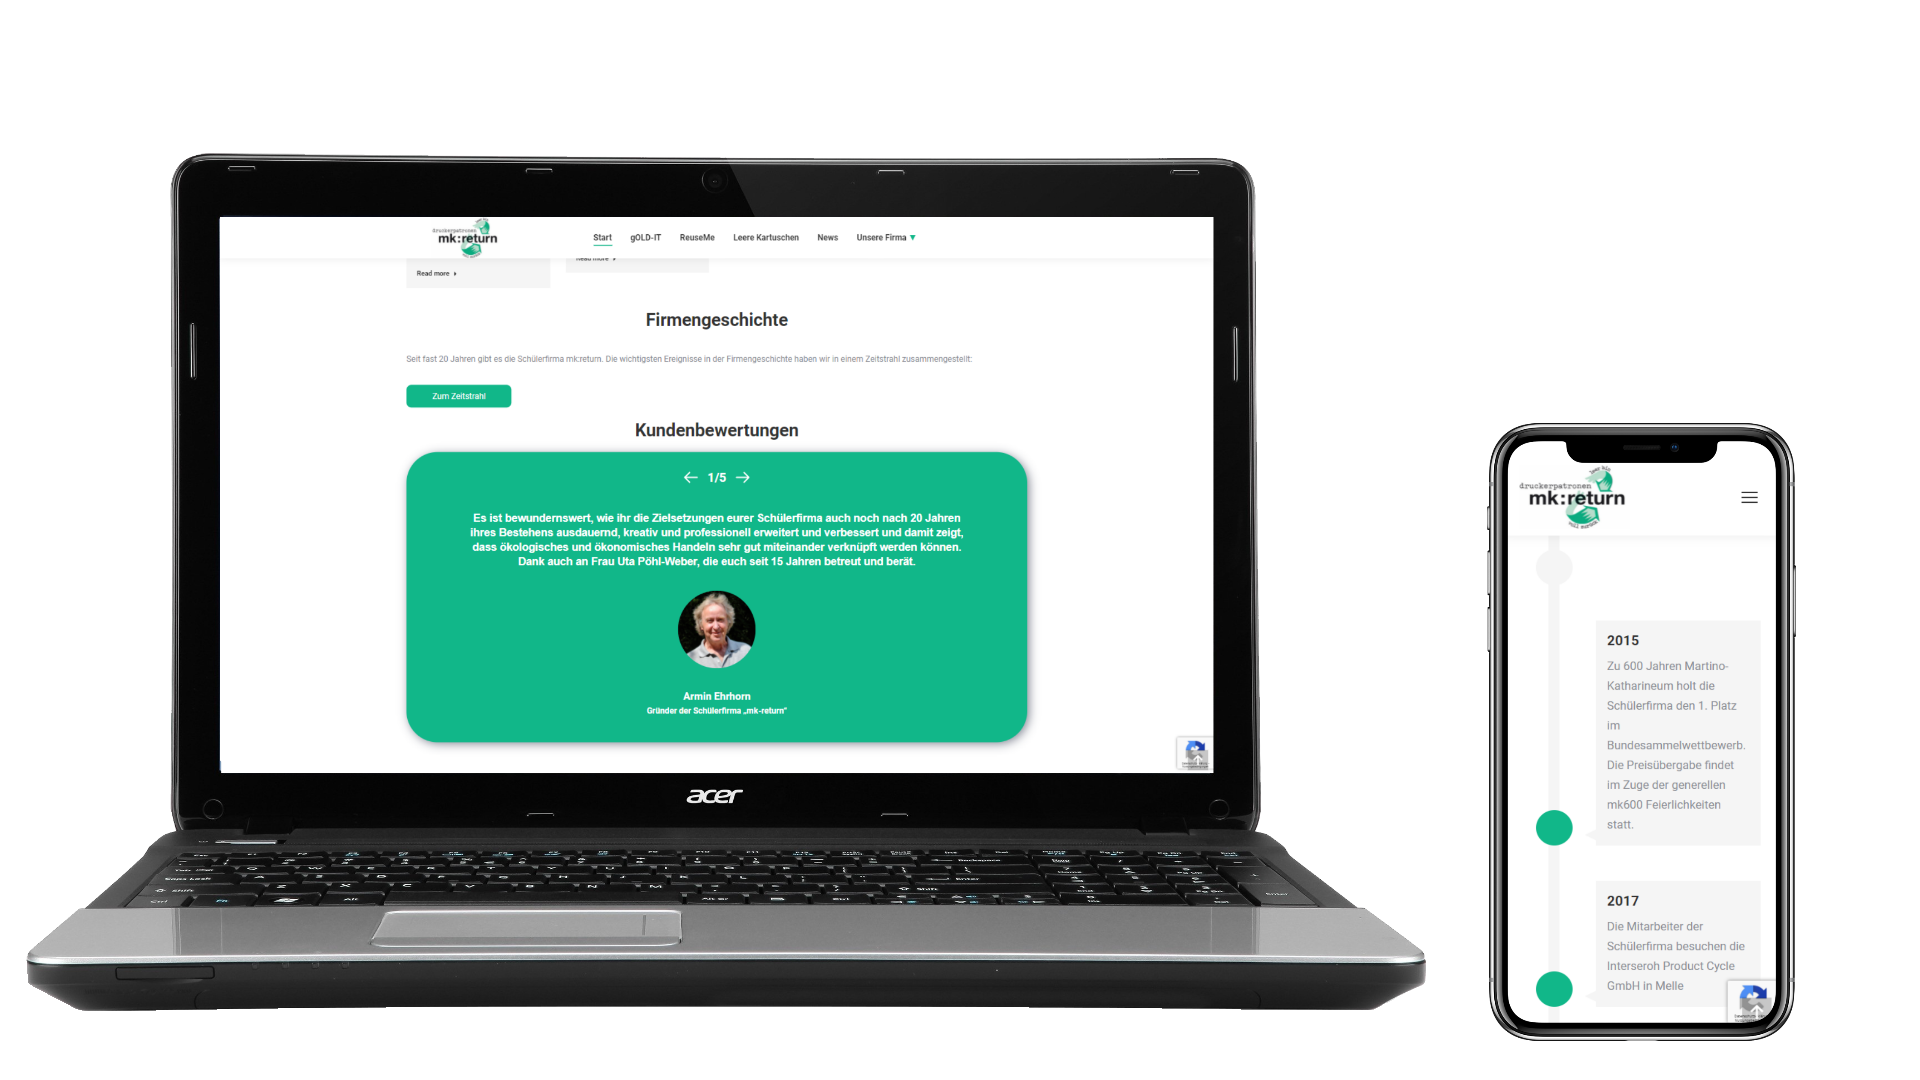 druckerpatronen
mk:return
Start
gOLD-IT
ReuseMe
Leere Kartuschen
News
Unsere Firma
Read more
Read more
Firmengeschichte
Seit fast 20 Jahren gibt es die Schülerfirma mk:return. Die wichtigsten Ereignisse in der Firmengeschichte haben wir in einem Zeitstrahl zusammengestellt:
Zum Zeitstrahl
Kundenbewertungen
1/5
Es ist bewundernswert, wie ihr die Zielsetzungen eurer Schülerfirma auch noch nach 20 Jahren
ihres Bestehens ausdauernd, kreativ und professionell erweitert und verbessert und damit zeigt,
dass ökologisches und ökonomisches Handeln sehr gut miteinander verknüpft werden können.
Dank auch an Frau Uta Pöhl-Weber, die euch seit 15 Jahren betreut und berät.
Armin Ehrhorn
Gründer der Schülerfirma „mk-return"
acer
druckerpatronen
mk:return
2015
Zu 600 Jahren Martino-
Katharineum holt die
Schülerfirma den 1. Platz
im
Bundessammelwettbewerb.
Die Preisübergabe findet
im Zuge der generellen
mk600 Feierlichkeiten
statt.
2017
Die Mitarbeiter der
Schülerfirma besuchen die
Interseroh Product Cycle
GmbH in Melle